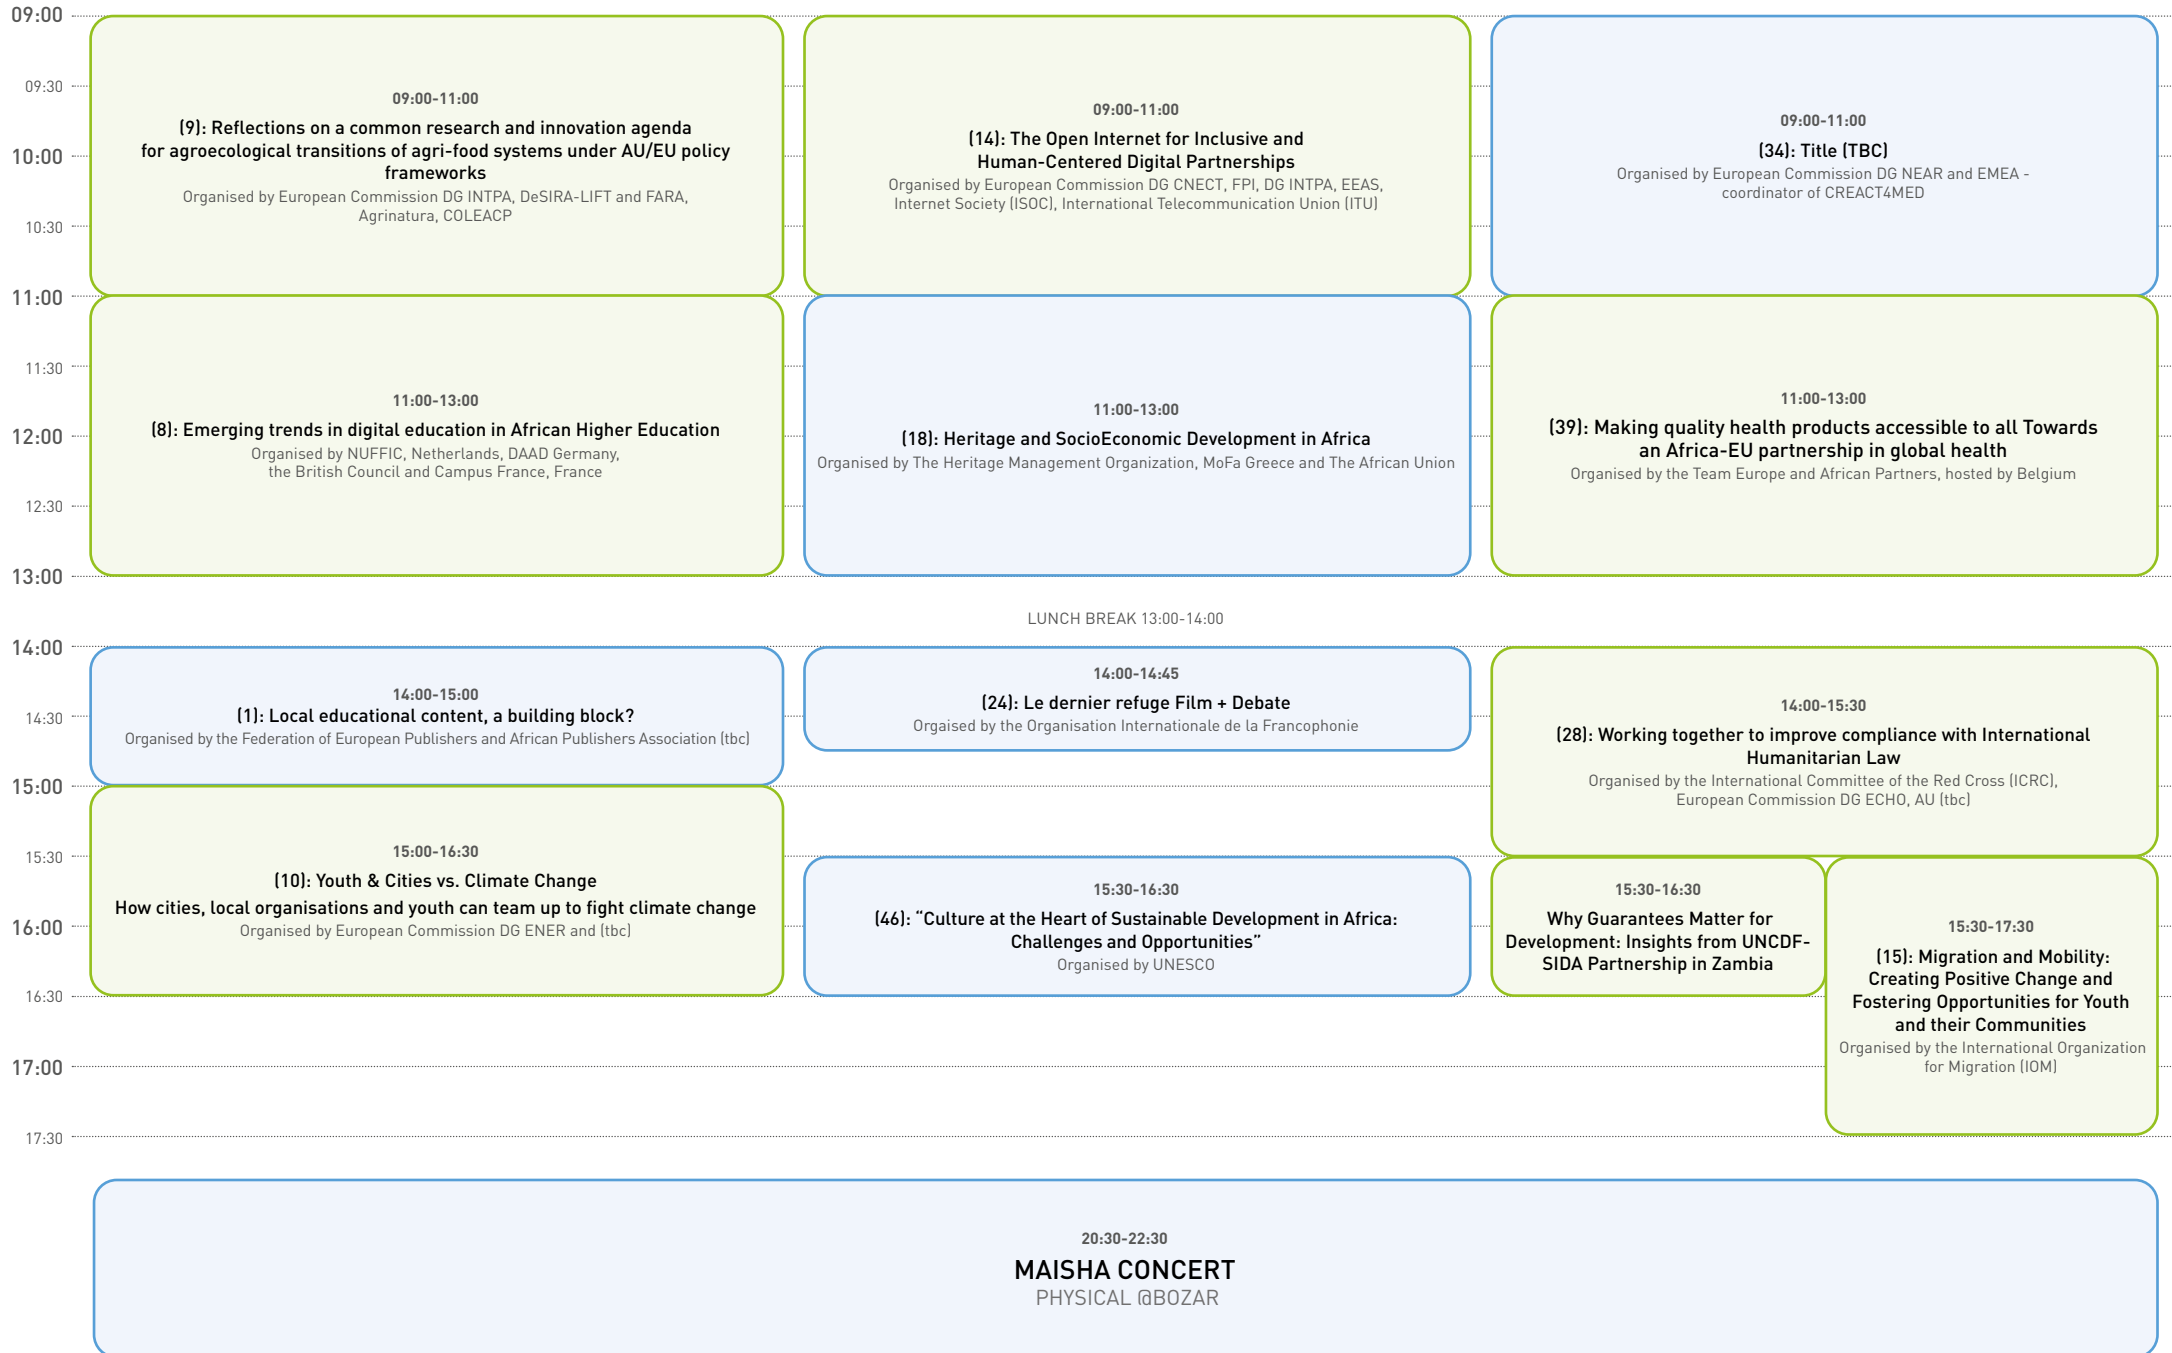 09:00
09:30
10:00
10:30
11:00
11:30
12:00
12:30
13:00
14:00
14:30
15:00
15:30
16:00
16:30
17:00
17:30
09:00-11:00
(9): Reflections on a common research and innovation agenda
for agroecological transitions of agri-food systems under AU/EU policy
frameworks
Organised by European Commission DG INTPA, DeSIRA-LIFT and FARA,
Agrinatura, COLEACP
09:00-11:00
(14): The Open Internet for Inclusive and
Human-Centered Digital Partnerships
Organised by European Commission DG CNECT, FPI, DG INTPA, EEAS,
Internet Society (ISOC), International Telecommunication Union (ITU)
09:00-11:00
(34): Title (TBC)
Organised by European Commission DG NEAR and EMEA -
coordinator of CREACT4MED
11:00-13:00
(8): Emerging trends in digital education in African Higher Education
Organised by NUFFIC, Netherlands, DAAD Germany,
the British Council and Campus France, France
11:00-13:00
(18): Heritage and SocioEconomic Development in Africa
Organised by The Heritage Management Organization, MoFa Greece and The African Union
11:00-13:00
(39): Making quality health products accessible to all Towards
an Africa-EU partnership in global health
Organised by the Team Europe and African Partners, hosted by Belgium
LUNCH BREAK 13:00-14:00
14:00-15:00
(1): Local educational content, a building block?
Organised by the Federation of European Publishers and African Publishers Association (tbc)
14:00-14:45
(24): Le dernier refuge Film + Debate
Orgaised by the Organisation Internationale de la Francophonie
14:00-15:30
(28): Working together to improve compliance with International
Humanitarian Law
Organised by the International Committee of the Red Cross (ICRC),
European Commission DG ECHO, AU (tbc)
15:00-16:30
(10): Youth & Cities vs. Climate Change
How cities, local organisations and youth can team up to fight climate change
Organised by European Commission DG ENER and (tbc)
15:30-16:30
(46): “Culture at the Heart of Sustainable Development in Africa:
Challenges and Opportunities”
Organised by UNESCO
15:30-16:30
Why Guarantees Matter for
Development: Insights from UNCDF-
SIDA Partnership in Zambia
15:30-17:30
(15): Migration and Mobility:
Creating Positive Change and
Fostering Opportunities for Youth
and their Communities
Organised by the International Organization
for Migration (IOM)
20:30-22:30
MAISHA CONCERT
PHYSICAL @BOZAR